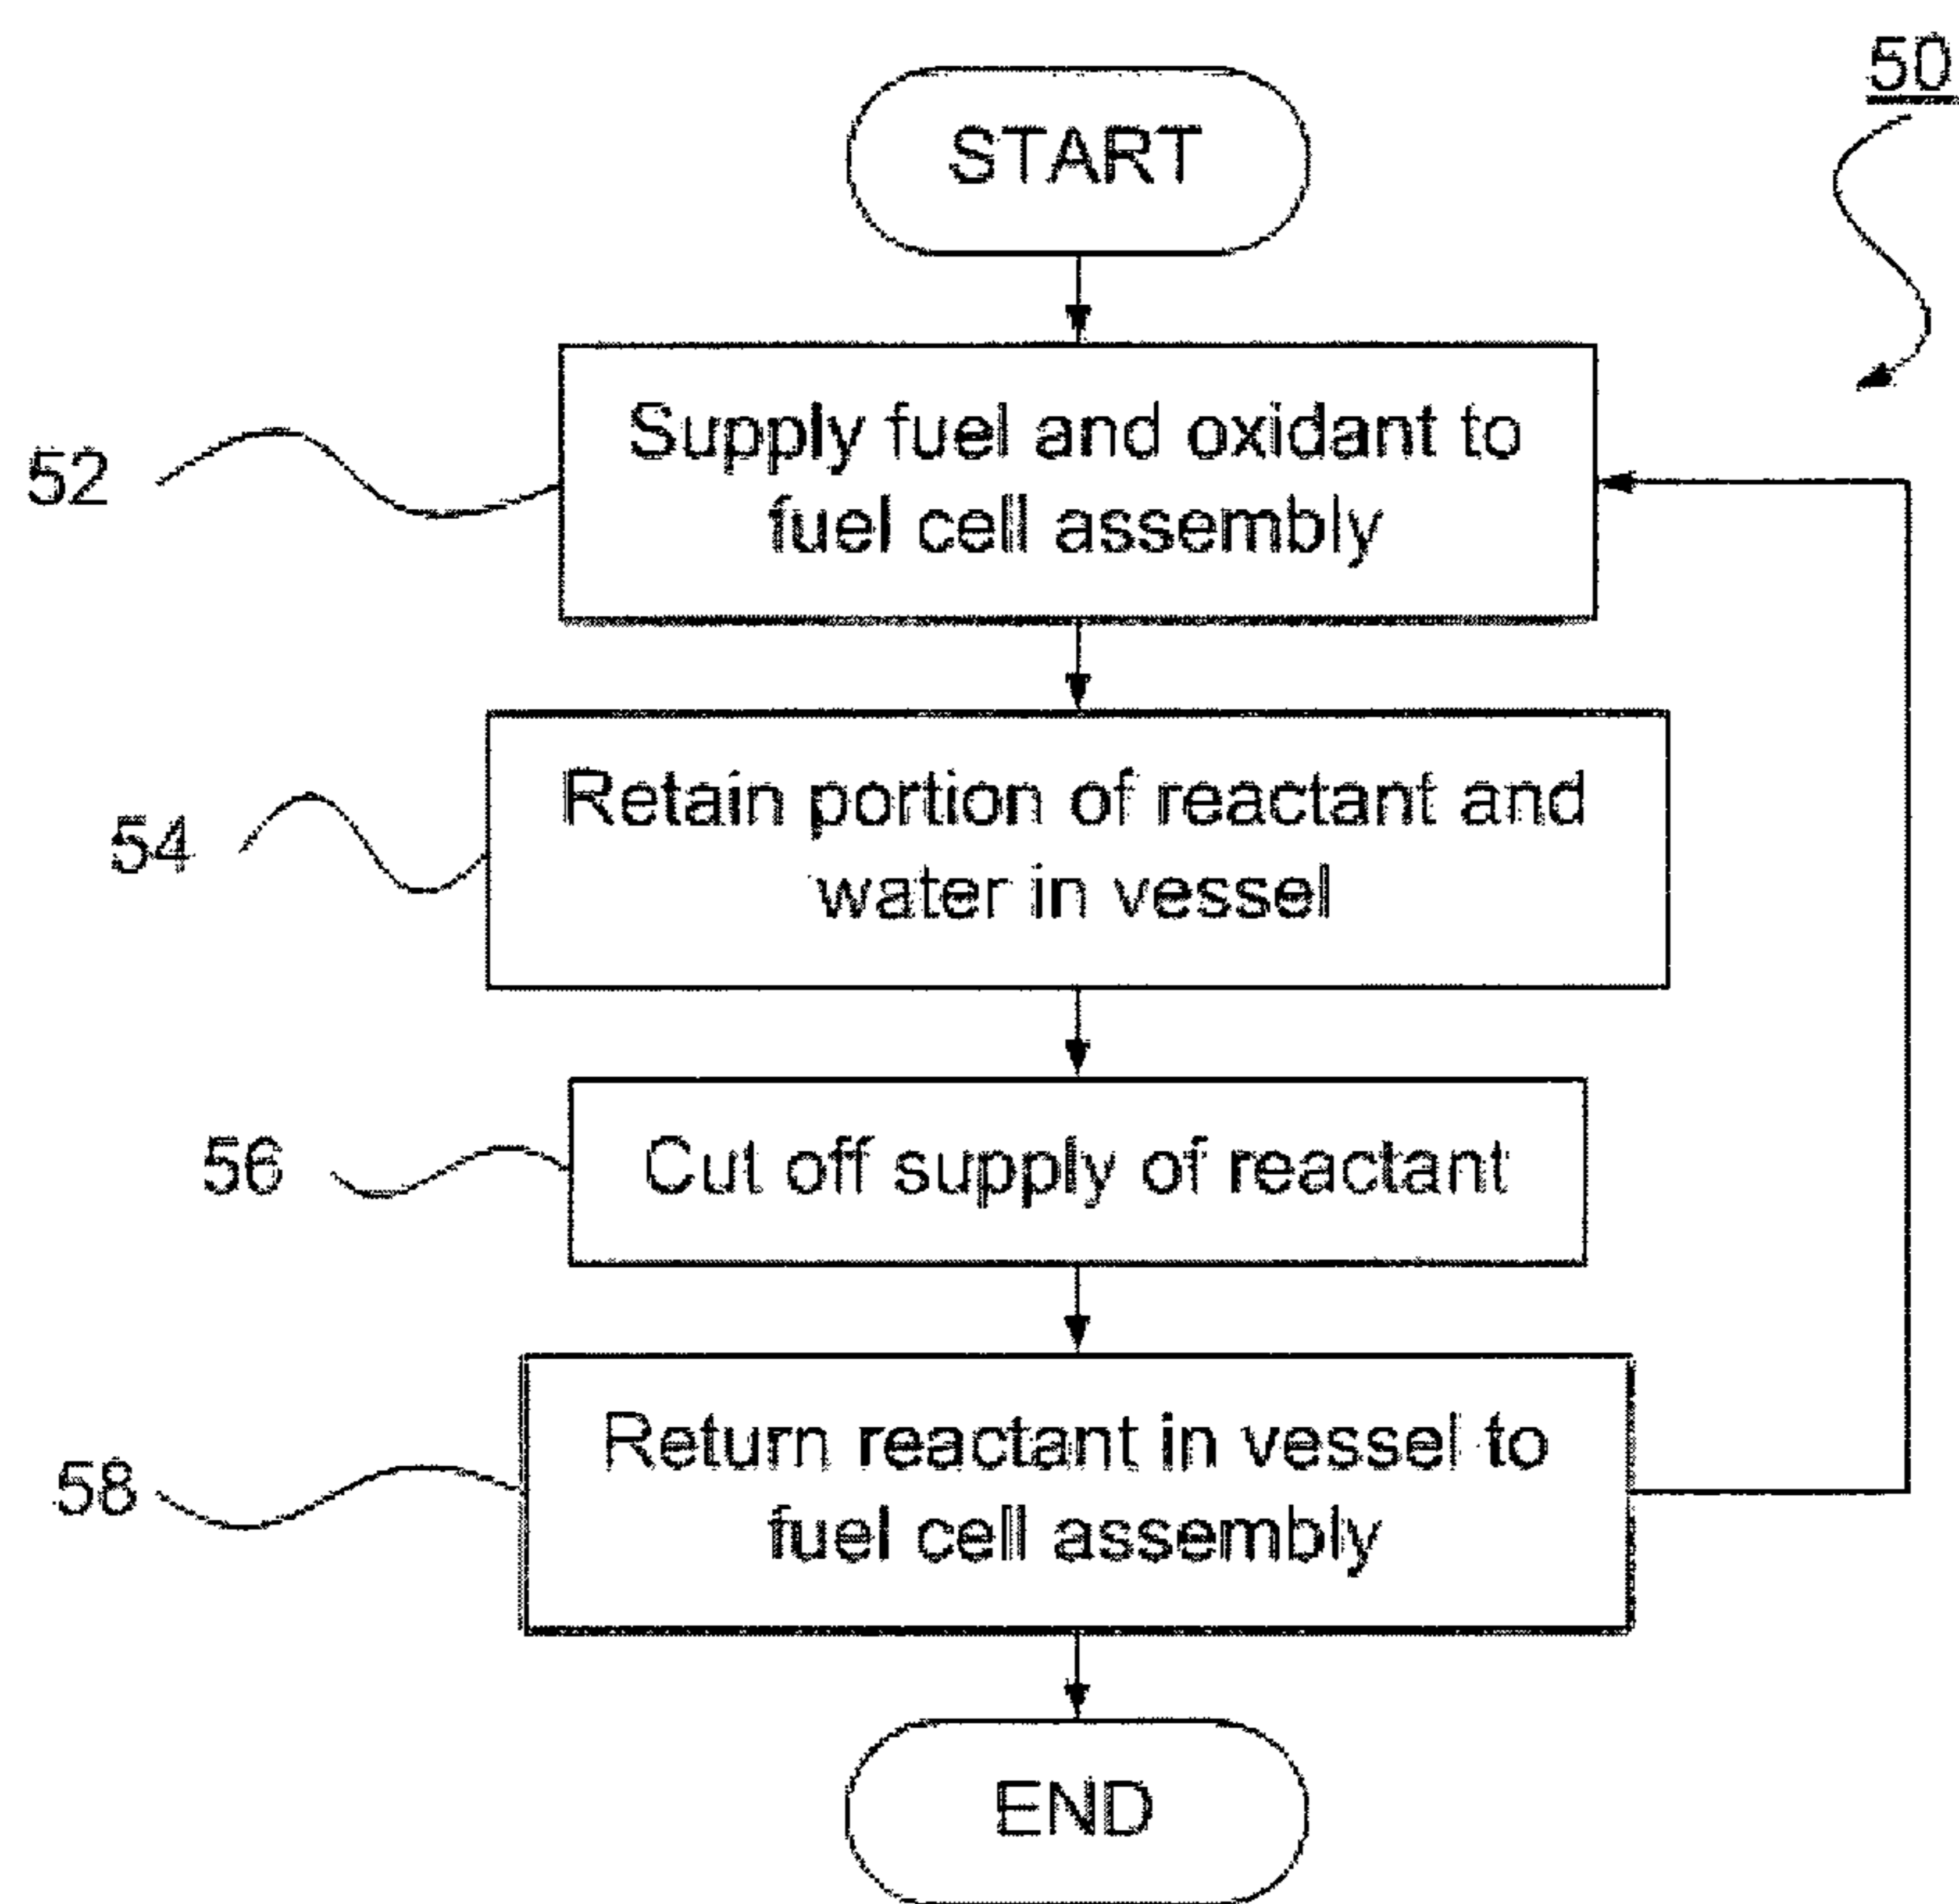 50
START
52
Supply fuel and oxidant to
fuel cell assembly
54
Retain portion of reactant and
water in vessel
56
Cut off supply of reactant
58
Return reactant in vessel to
fuel cell assembly
END